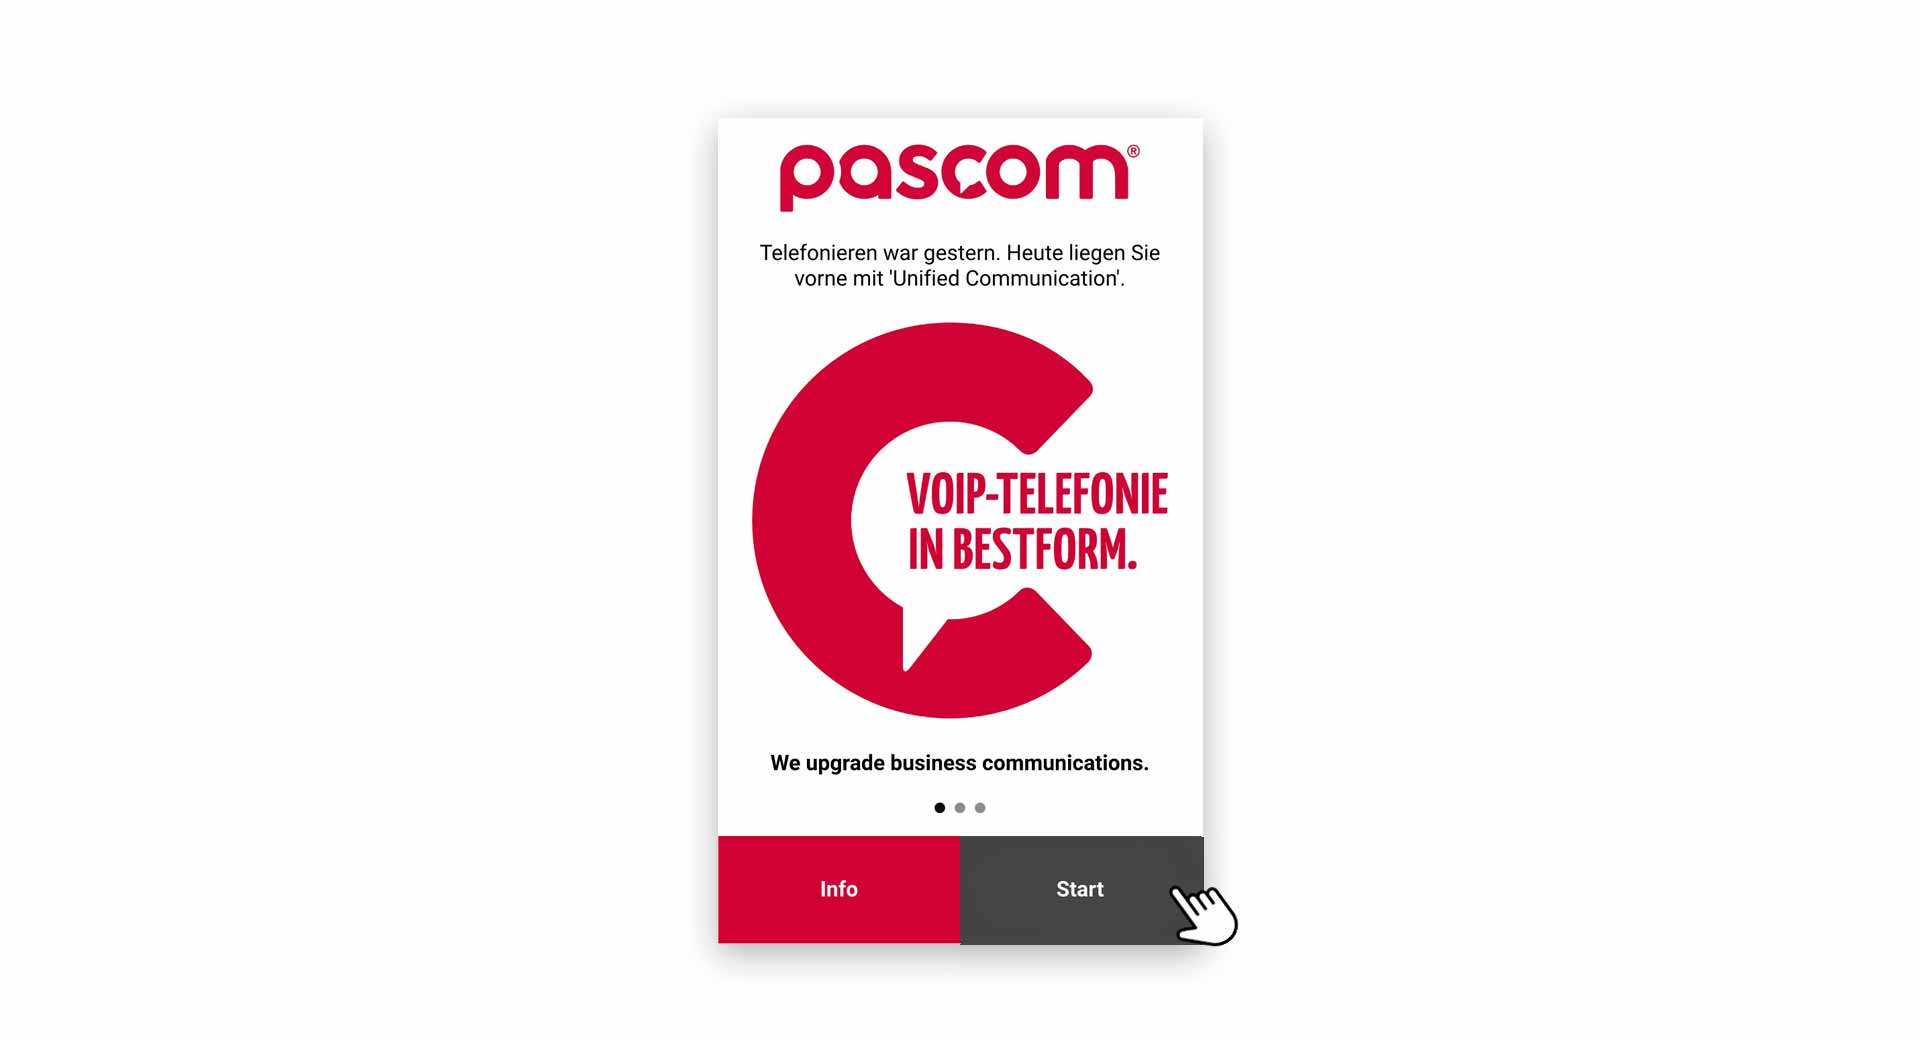 pascom®
Telefonieren war gestern. Heute liegen Sie
vorne mit 'Unified Communication'.
VOIP-TELEFONIE
IN BESTFORM.
We upgrade business communications.
Info
Start